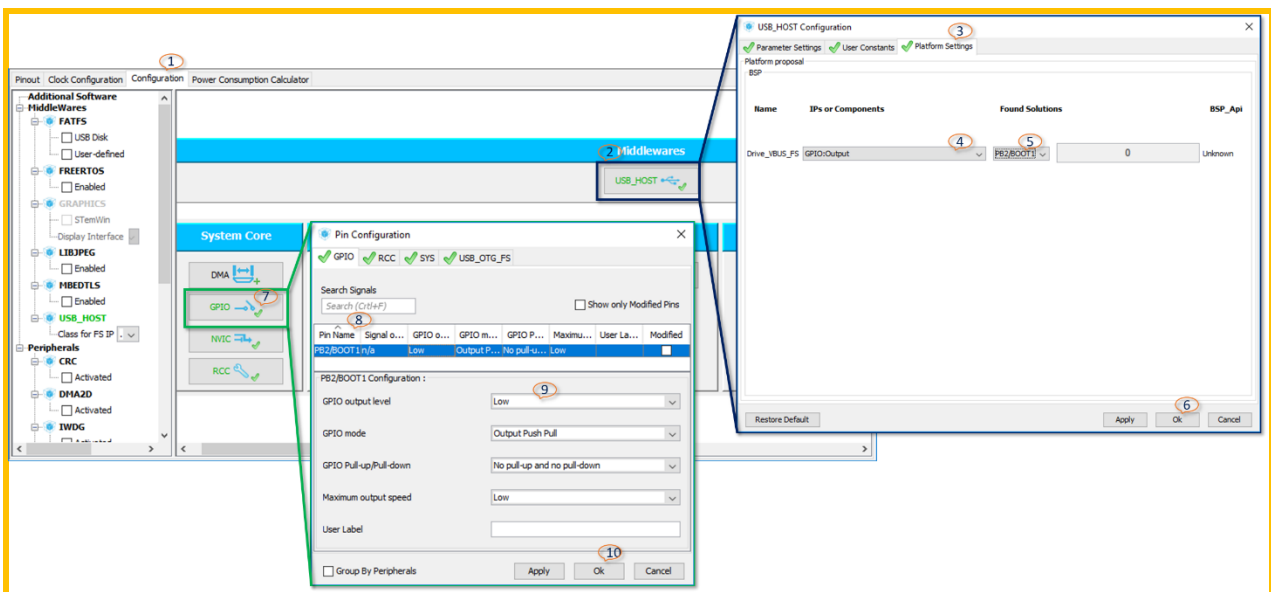 1
Pinout Clock Configuration Configuration Power Consumption Calculator
Additional Software
MiddleWares
FATFS
USB Disk
User-defined
FREERTOS
Enabled
GRAPHICS
STemWin
Display Interface
LIBJPEG
Enabled
MBEDTLS
Enabled
USB_HOST
Class for FS IP
Peripherals
CRC
Activated
DMA2D
Activated
IWDG
2
Middlewares
USB_HOST
System Core
DMA
GPIO
7
NVIC
RCC
Pin Configuration
GPIO RCC SYS USB_OTG_FS
Search Signals
Search (Crtl+F)
Show only Modified Pins
8
Pin Name Signal o... GPIO o... GPIO m... GPIO P... Maximu... User La... Modified
PB2/BOOT1 n/a Low Output P... No pull-u... Low
PB2/BOOT1 Configuration :
9
GPIO output level Low
GPIO mode Output Push Pull
GPIO Pull-up/Pull-down No pull-up and no pull-down
Maximum output speed Low
User Label
10
Group By Peripherals Apply Ok Cancel
USB_HOST Configuration
3
Parameter Settings User Constants Platform Settings
Platform proposal
BSP
Name IPs or Components Found Solutions BSP_Api
4
5
Drive_VBUS_FS GPIO:Output PB2/BOOT1 0 Unknown
6
Restore Default Apply Ok Cancel